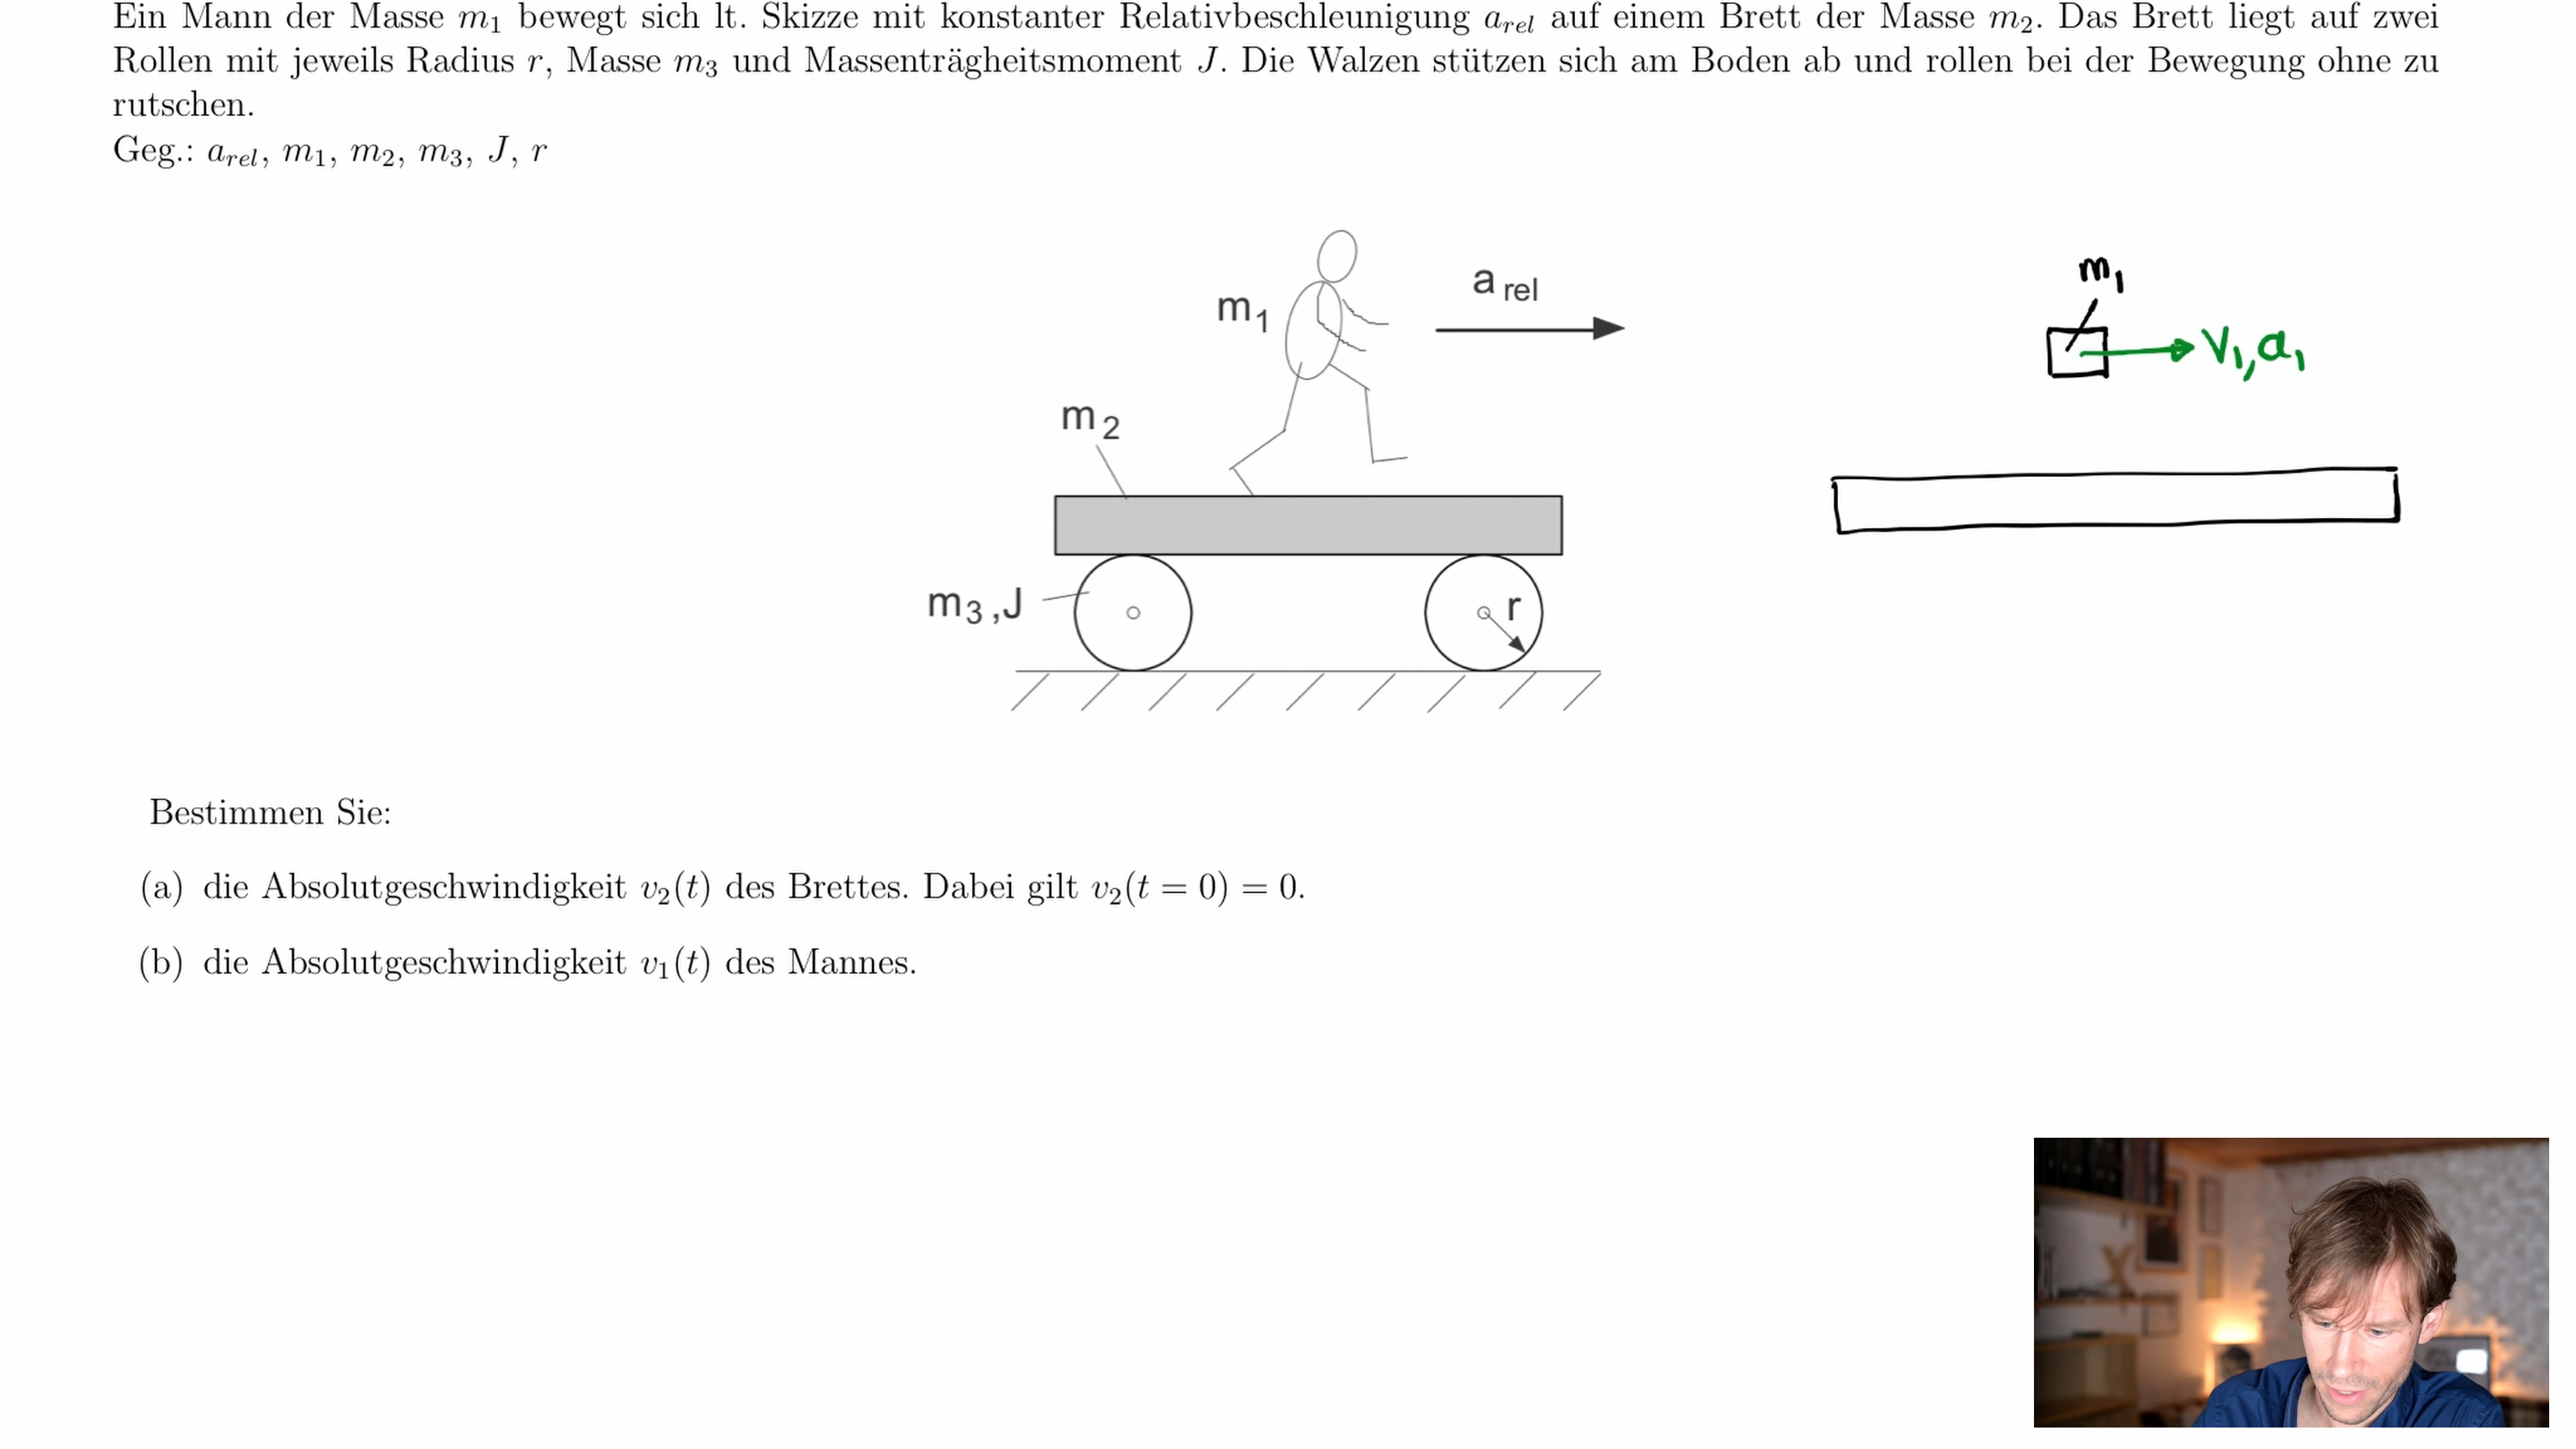 Ein Mann der Masse m₁ bewegt sich lt. Skizze mit konstanter Relativbeschleunigung a_rel auf einem Brett der Masse m₂. Das Brett liegt auf zwei
Rollen mit jeweils Radius r, Masse m₃ und Massenträgheitsmoment J. Die Walzen stützen sich am Boden ab und rollen bei der Bewegung ohne zu
rutschen.
Geg.: a_rel, m₁, m₂, m₃, J, r
m₁
a_rel
m₁
v₁, a₁
m₂
m₃,J
r
Bestimmen Sie:
(a) die Absolutgeschwindigkeit v₂(t) des Brettes. Dabei gilt v₂(t = 0) = 0.
(b) die Absolutgeschwindigkeit v₁(t) des Mannes.